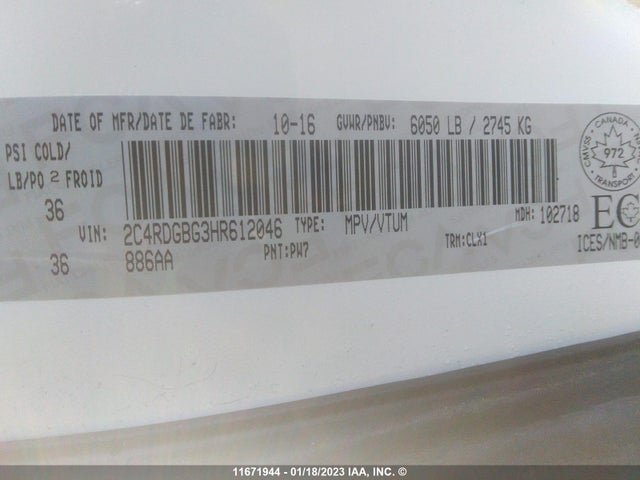 DATE OF MFR/DATE DE FABR: 10-16 GVWR/PNBV: 6050 LB / 2745 KG
PSI COLD/
LB/PO 2 FROID
36
VIN: 2C4RDGBG3HR612046 TYPE: MPV/VTUM MDH: 102718
36 886AA PNT:PW7 TRM:CLX1
CMVSS CANADA
972
TRANSPORT
EC
ICES/NMB-0
11671944 - 01/18/2023 IAA, INC. ©